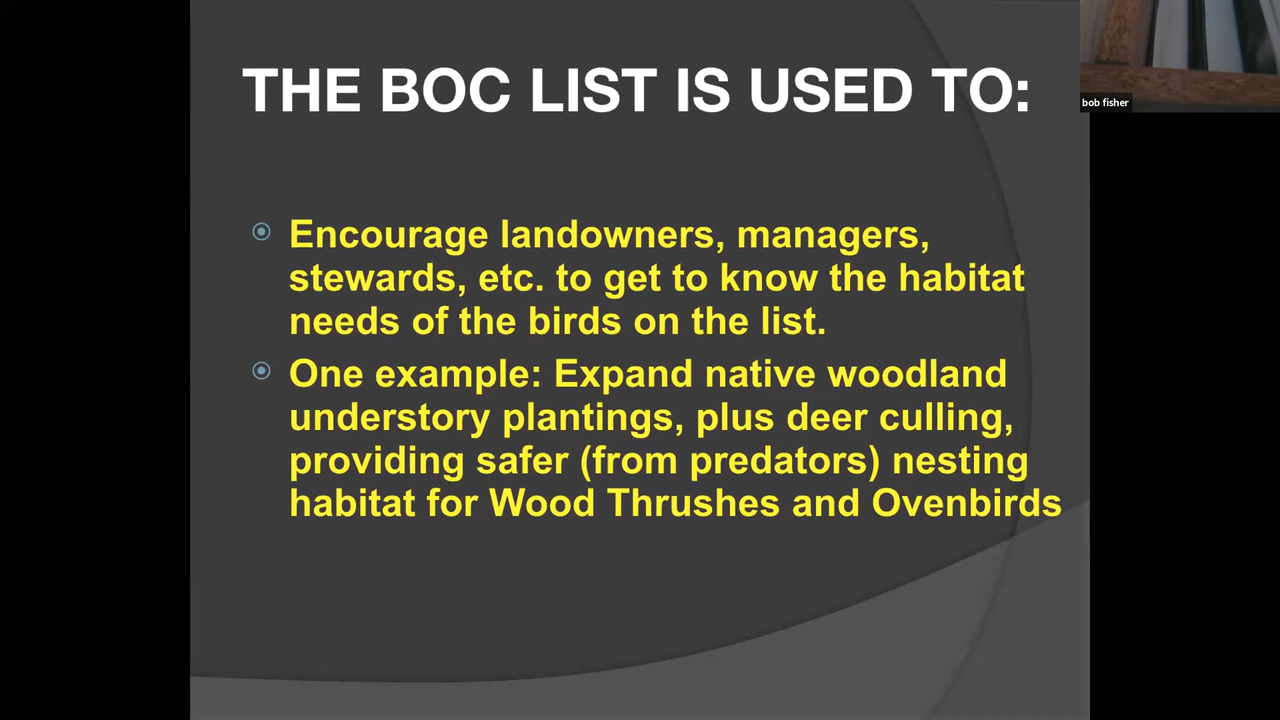 THE BOC LIST IS USED TO:
bob fisher
Encourage landowners, managers,
stewards, etc. to get to know the habitat
needs of the birds on the list.
One example: Expand native woodland
understory plantings, plus deer culling,
providing safer (from predators) nesting
habitat for Wood Thrushes and Ovenbirds